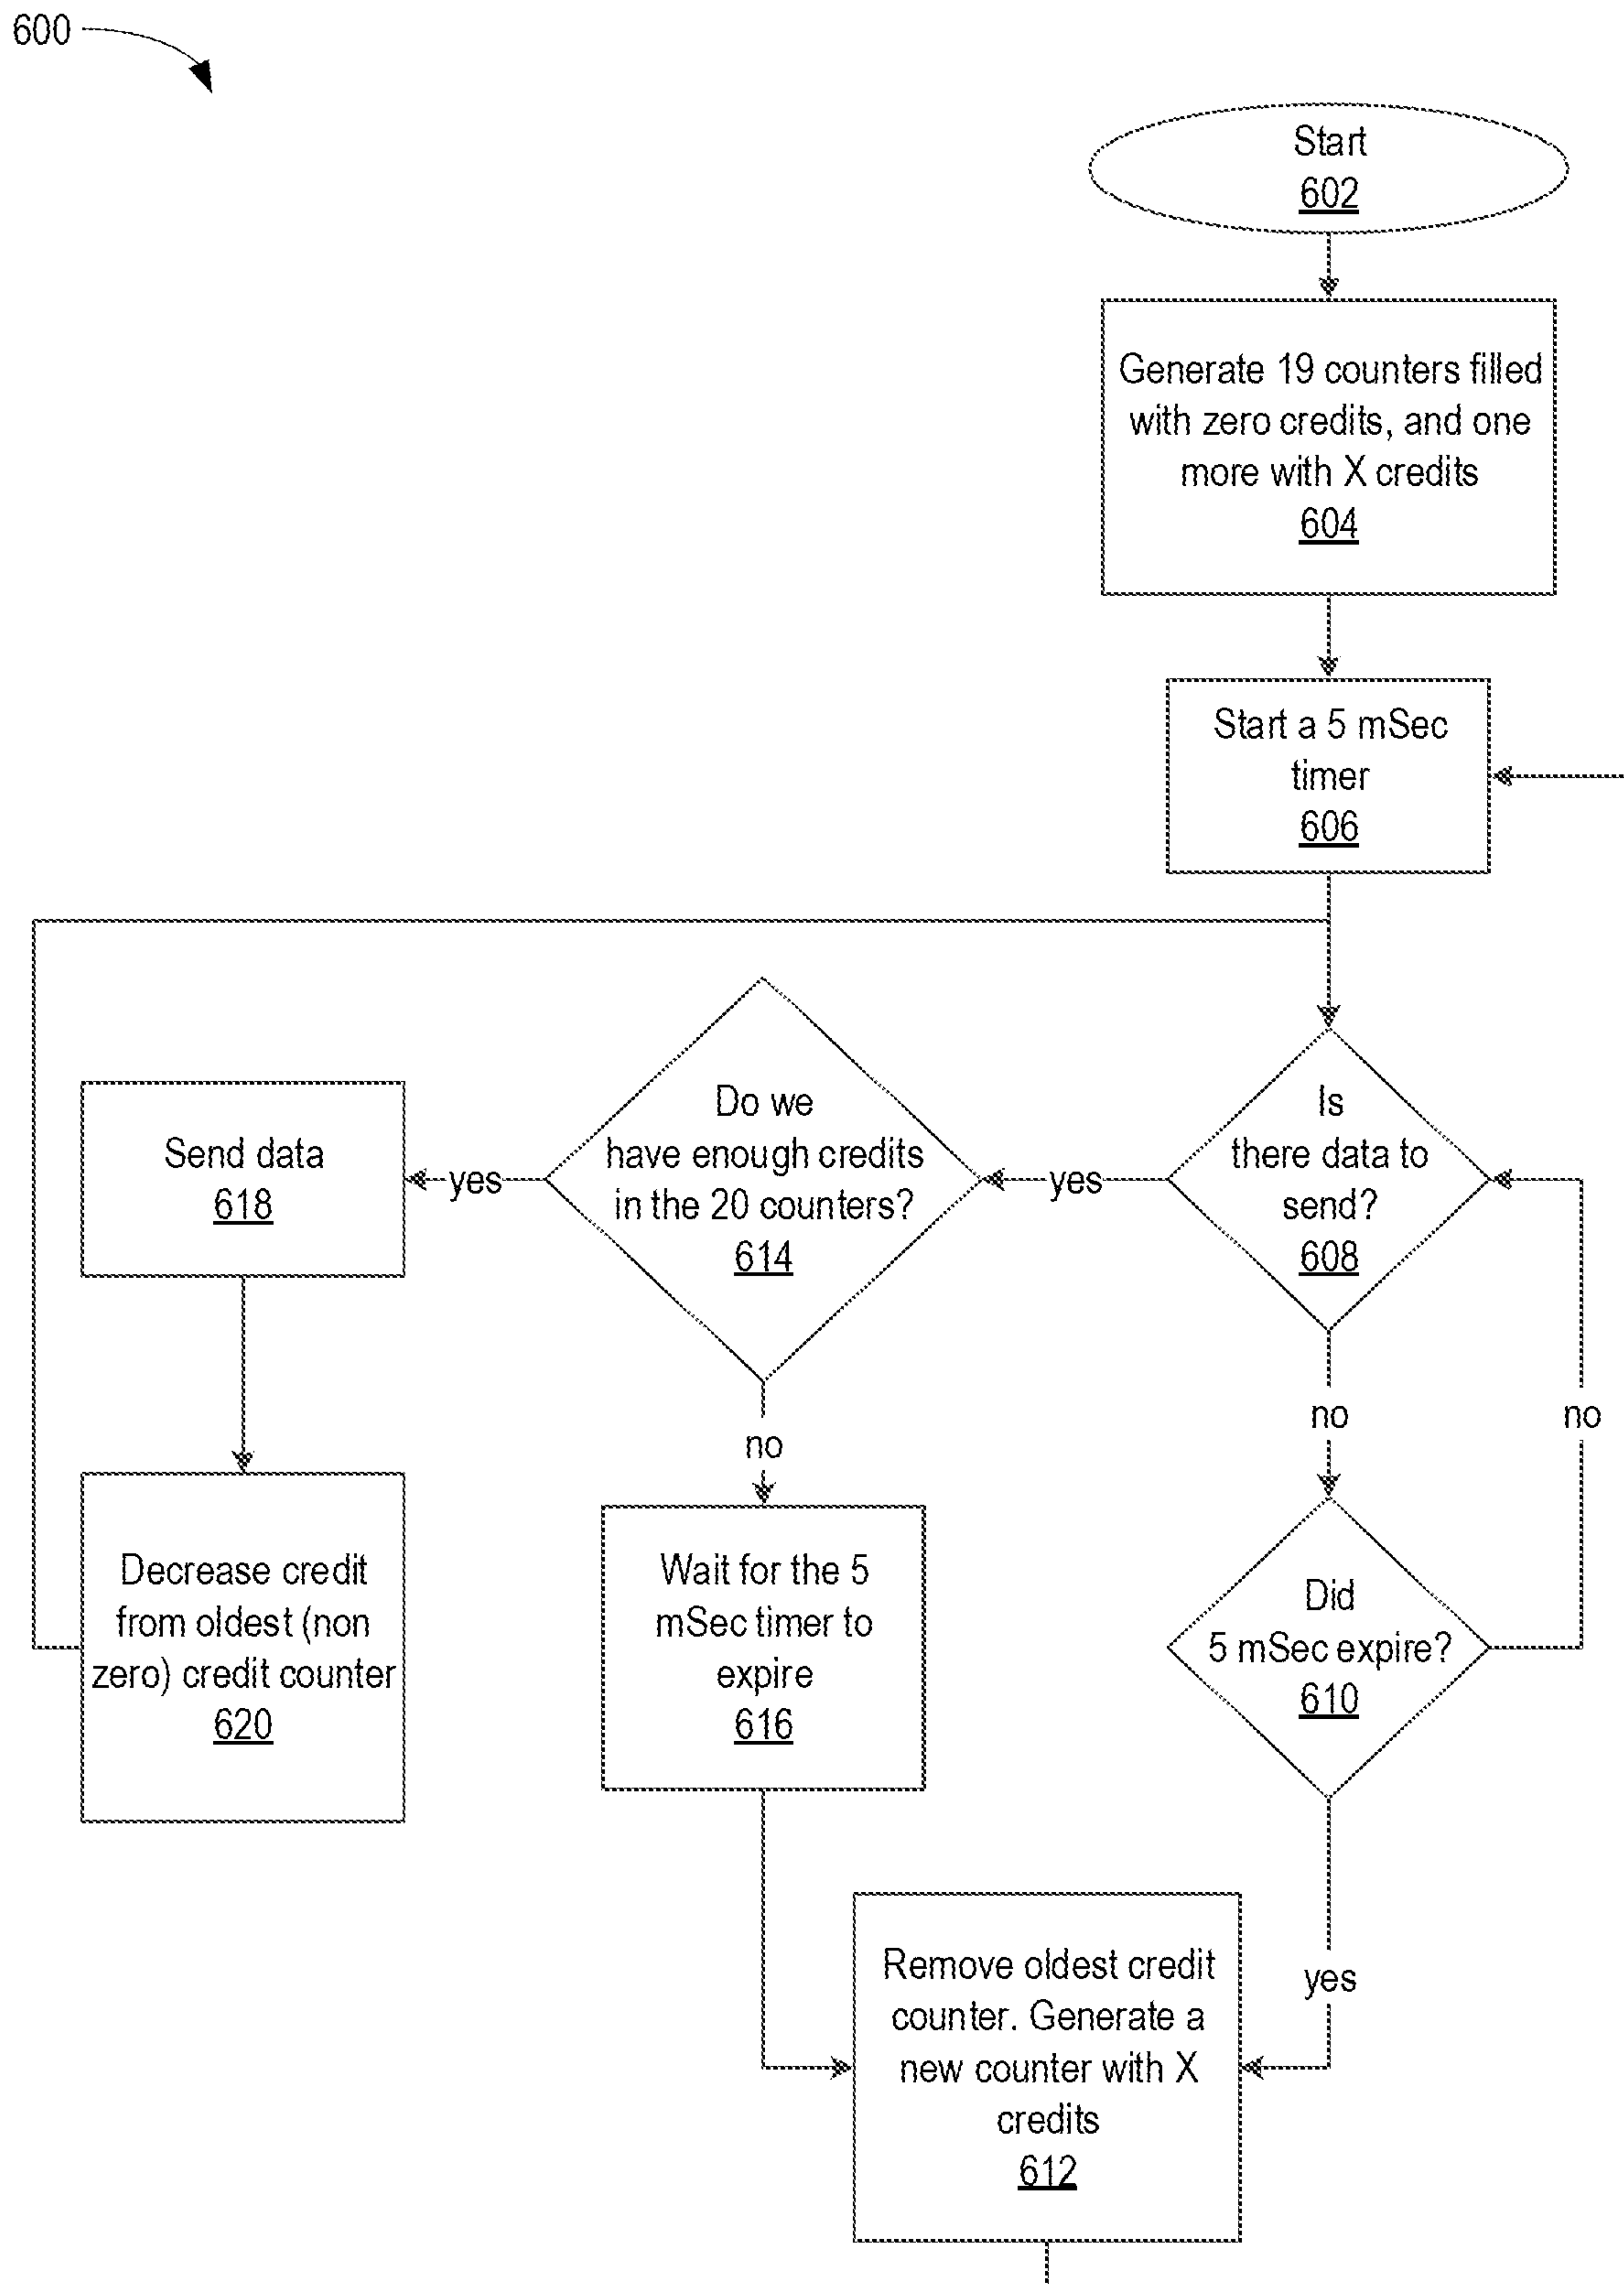 600
Start
602
Generate 19 counters filled
with zero credits, and one
more with X credits
604
Start a 5 mSec
timer
606
Is
there data to
send?
608
yes
Do we
have enough credits
in the 20 counters?
614
yes
Send data
618
no
no
no
Decrease credit
from oldest (non
zero) credit counter
620
Wait for the 5
mSec timer to
expire
616
Did
5 mSec expire?
610
yes
Remove oldest credit
counter. Generate a
new counter with X
credits
612